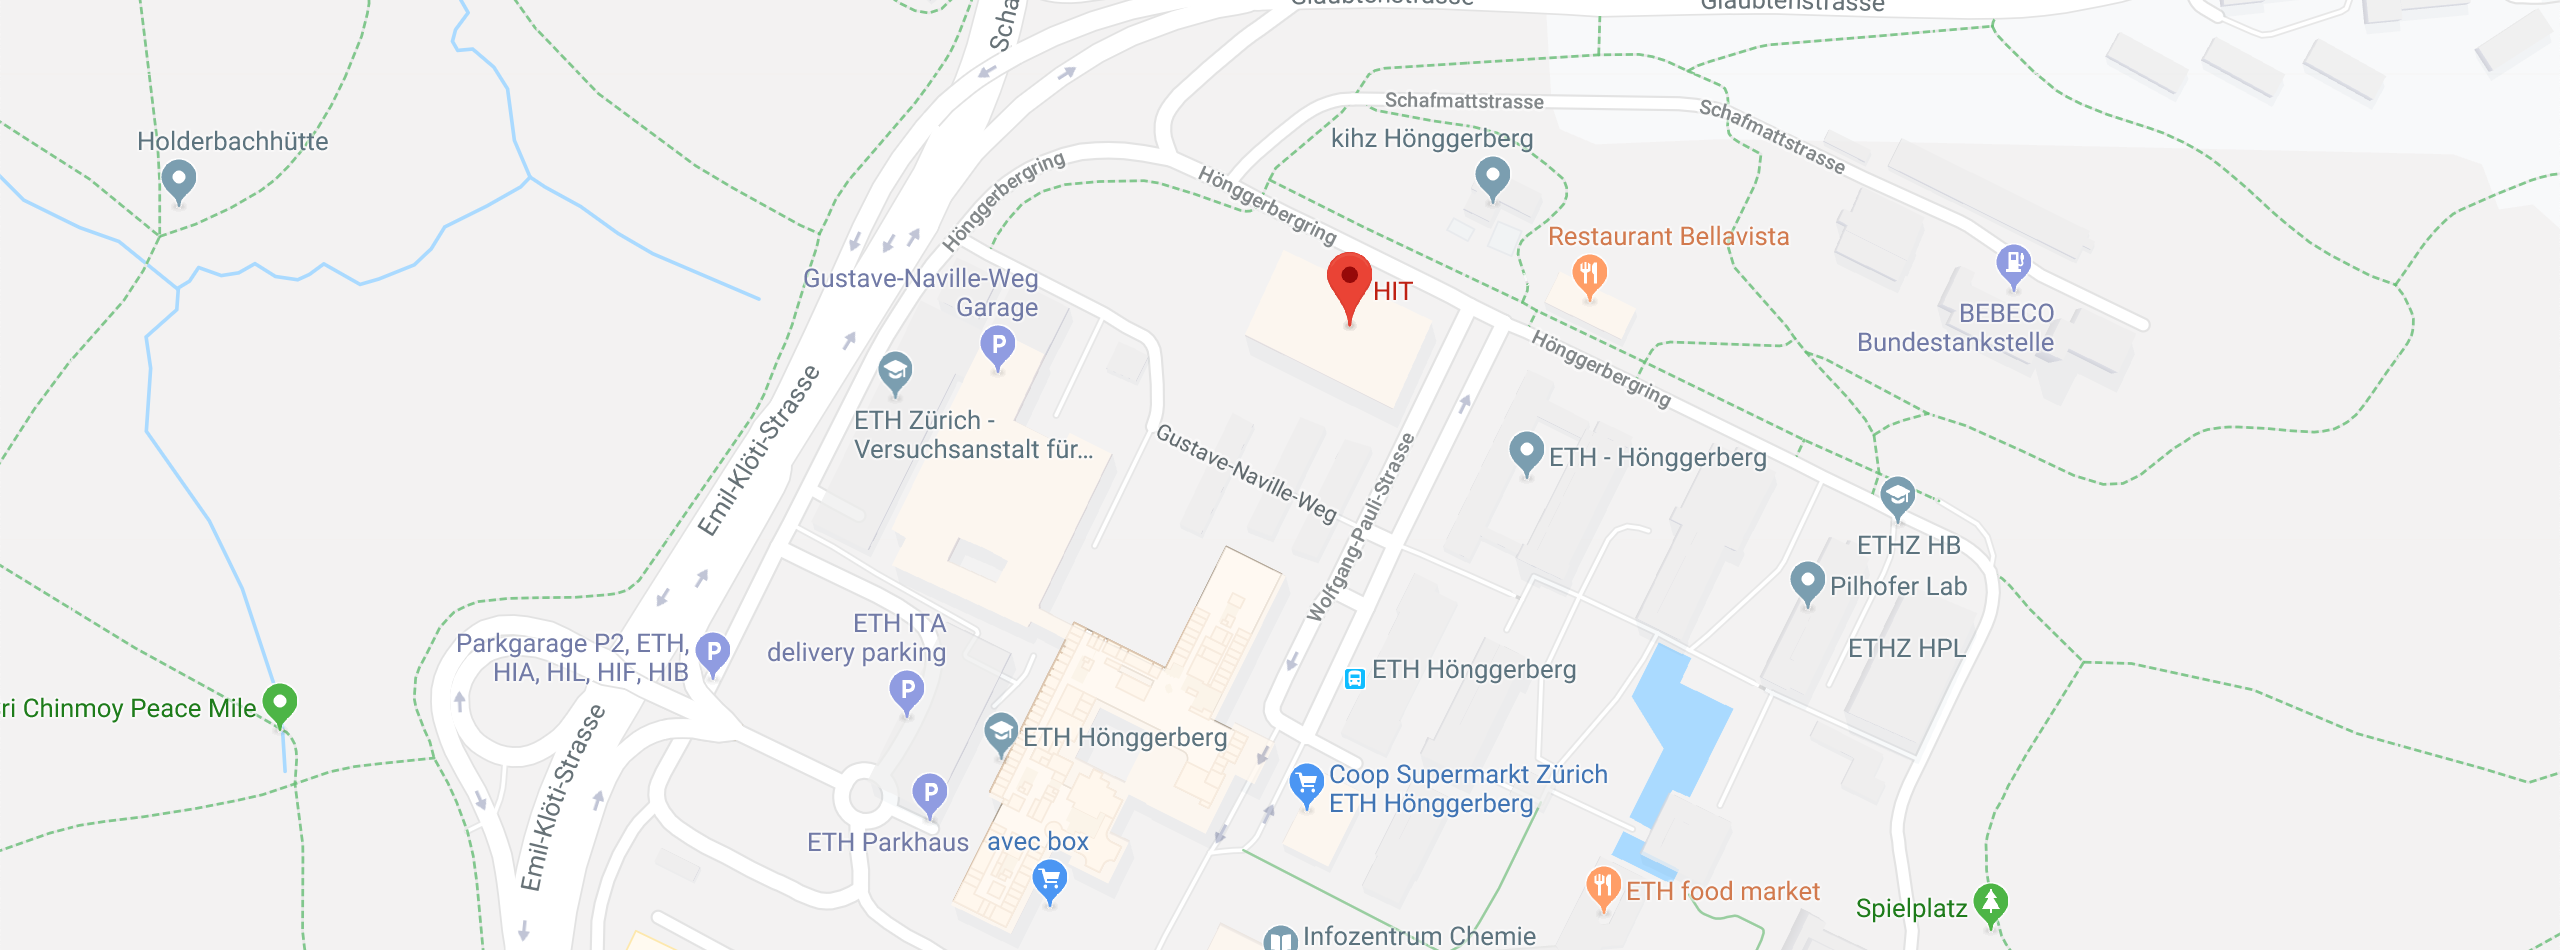 Glaubtenstrasse
Glaubtenstrasse
Scha
Schafmattstrasse
Schafmattstrasse
kihz Hönggerberg
Holderbachhütte
Hönggerbergring
Hönggerbergring
Restaurant Bellavista
Gustave-Naville-Weg
Garage
HIT
BEBECO
Bundestankstelle
Hönggerbergring
P
ETH Zürich -
Versuchsanstalt für...
Emil-Klöti-Strasse
Gustave-Naville-Weg
Wolfgang-Pauli-Strasse
ETH - Hönggerberg
ETHZ HB
Pilhofer Lab
ETHZ HPL
Parkgarage P2, ETH,
HIA, HIL, HIF, HIB
P
ETH ITA
delivery parking
P
ETH Hönggerberg
ri Chinmoy Peace Mile
Emil-Klöti-Strasse
ETH Hönggerberg
Coop Supermarkt Zürich
ETH Hönggerberg
P
ETH Parkhaus
avec box
ETH food market
Spielplatz
Infozentrum Chemie